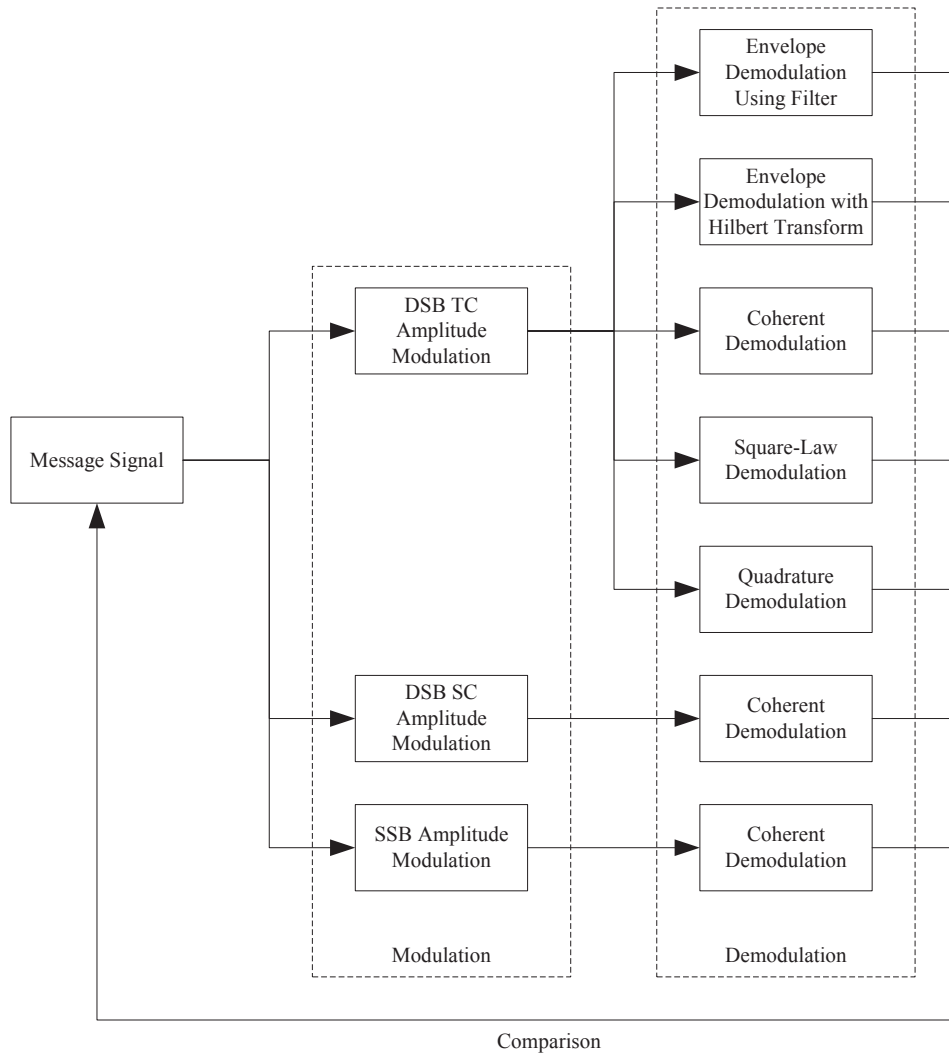 Envelope
Demodulation
Using Filter
Envelope
Demodulation with
Hilbert Transform
DSB TC
Amplitude
Modulation
Coherent
Demodulation
Message Signal
Square-Law
Demodulation
Quadrature
Demodulation
DSB SC
Amplitude
Modulation
Coherent
Demodulation
SSB Amplitude
Modulation
Coherent
Demodulation
Modulation
Demodulation
Comparison